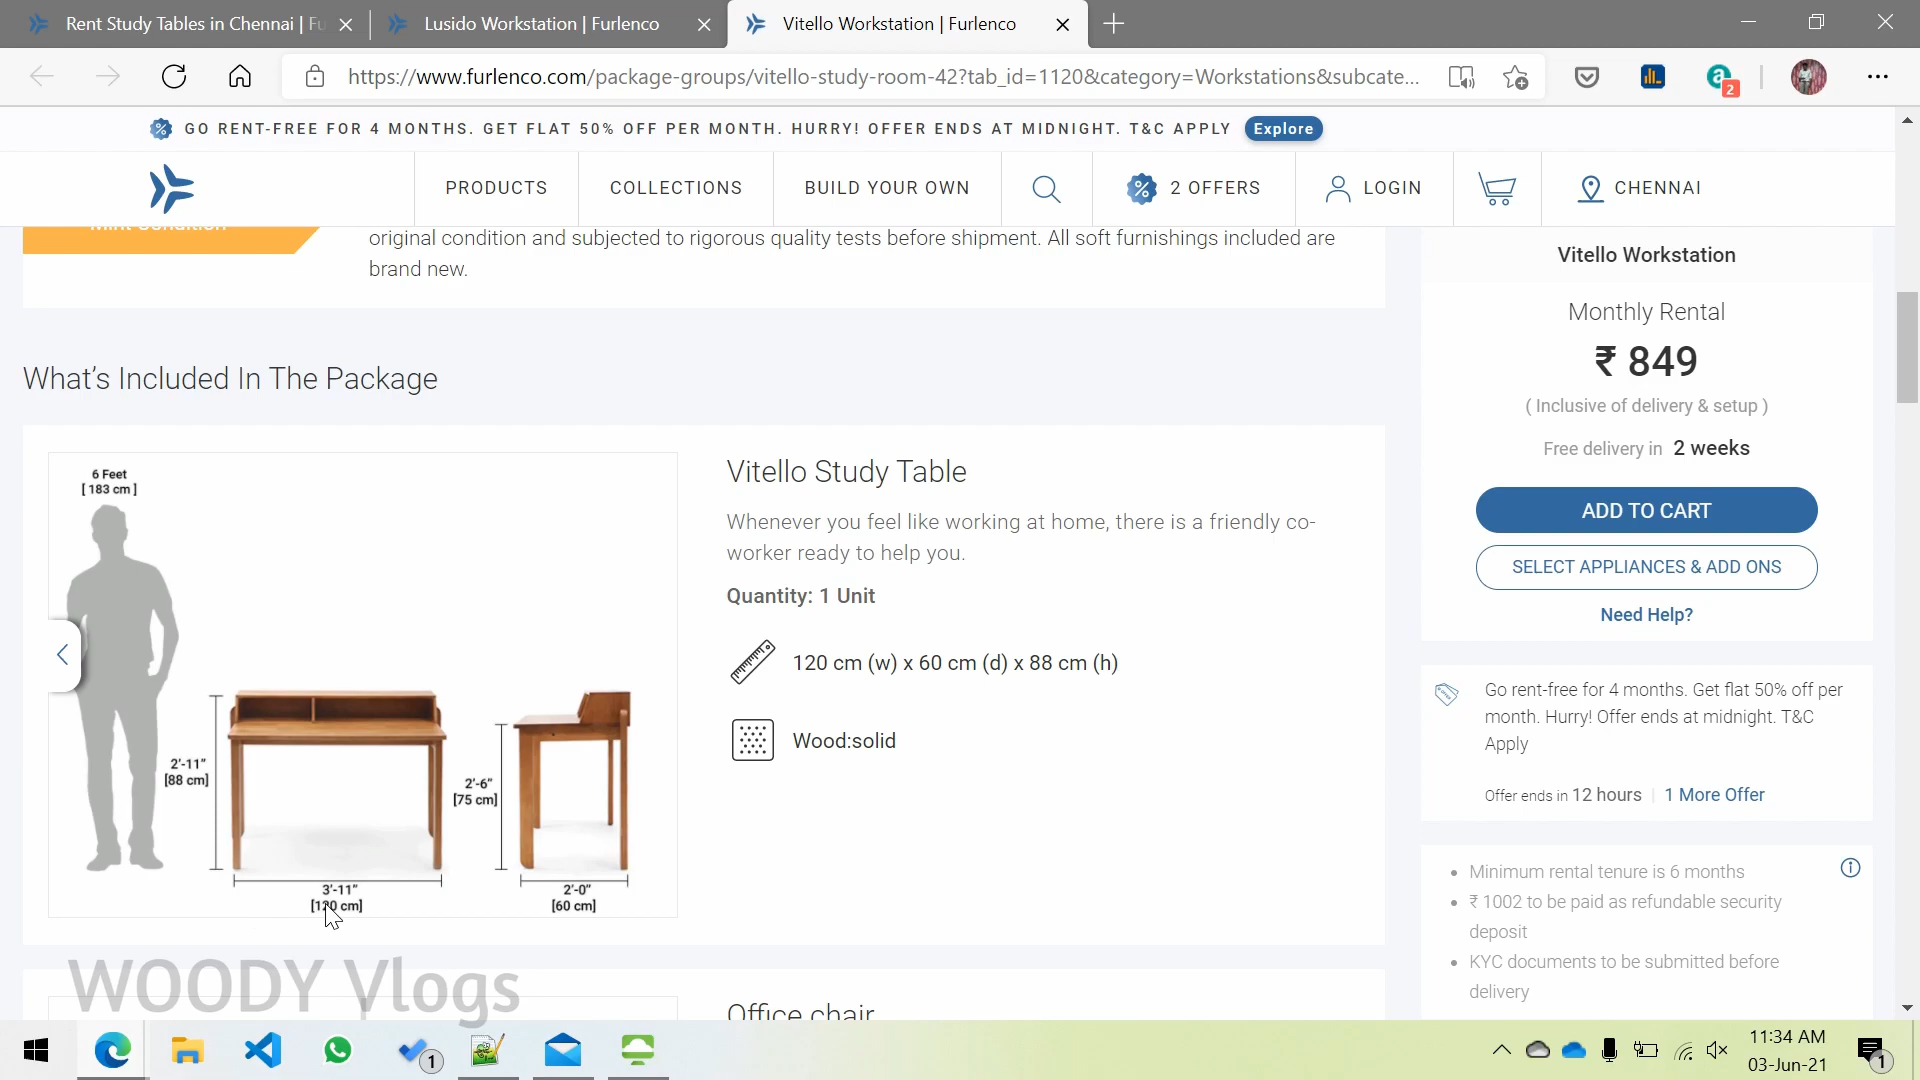 Rent Study Tables in Chennai | Fu
Lusido Workstation | Furlenco
Vitello Workstation | Furlenco
https://www.furlenco.com/package-groups/vitello-study-room-42?tab_id=1120&category=Workstations&subcate...
2
GO RENT-FREE FOR 4 MONTHS. GET FLAT 50% OFF PER MONTH. HURRY! OFFER ENDS AT MIDNIGHT. T&C APPLY
Explore
PRODUCTS
COLLECTIONS
BUILD YOUR OWN
2 OFFERS
LOGIN
CHENNAI
Mint Condition
original condition and subjected to rigorous quality tests before shipment. All soft furnishings included are
brand new.
What's Included In The Package
6 Feet
[ 183 cm ]
2'-11"
[88 cm]
2'-6"
[75 cm]
3'-11"
[120 cm]
2'-0"
[60 cm]
Vitello Study Table
Whenever you feel like working at home, there is a friendly co-
worker ready to help you.
Quantity: 1 Unit
120 cm (w) x 60 cm (d) x 88 cm (h)
Wood:solid
Office chair
Vitello Workstation
Monthly Rental
₹ 849
( Inclusive of delivery & setup )
Free delivery in 2 weeks
ADD TO CART
SELECT APPLIANCES & ADD ONS
Need Help?
Go rent-free for 4 months. Get flat 50% off per
month. Hurry! Offer ends at midnight. T&C
Apply
Offer ends in 12 hours | 1 More Offer
Minimum rental tenure is 6 months
₹ 1002 to be paid as refundable security
deposit
KYC documents to be submitted before
delivery
WOODY Vlogs
1
11:34 AM
03-Jun-21
1